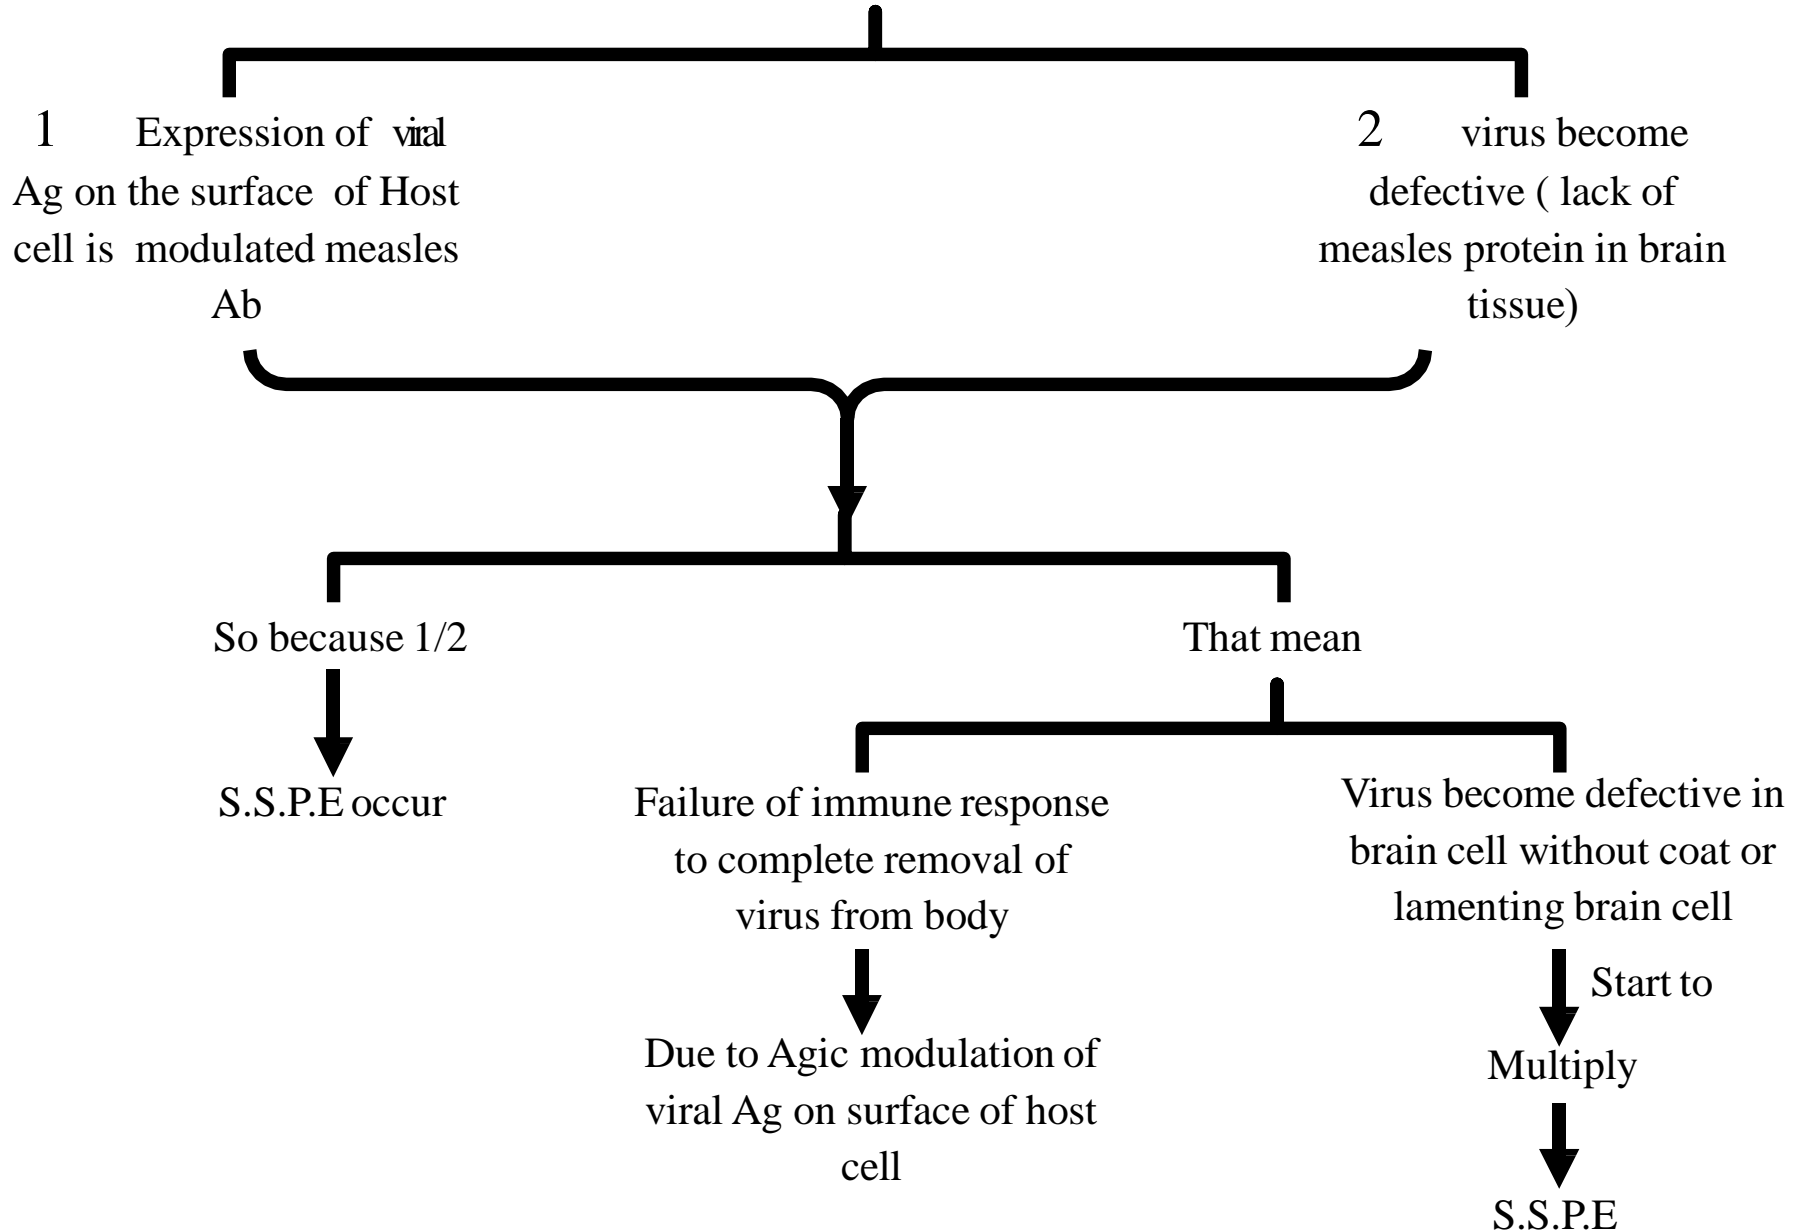 1 Expression of viral
Ag on the surface of Host
cell is modulated measles
Ab
2 virus become
defective ( lack of
measles protein in brain
tissue)
So because 1/2
S.S.P.E occur
That mean
Failure of immune response
to complete removal of
virus from body
Due to Agic modulation of
viral Ag on surface of host
cell
Virus become defective in
brain cell without coat or
lamenting brain cell
Start to
Multiply
S.S.P.E